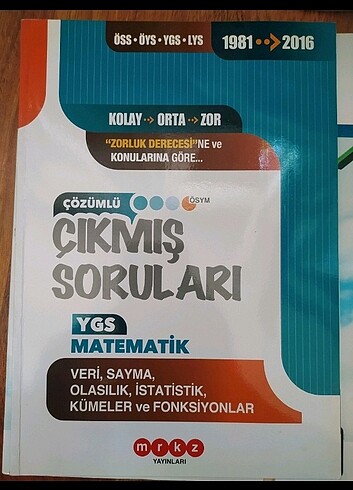 ÖSS • ÖYS • YGS • LYS
1981 ••→ 2016
KOLAY ··→ ORTA ··→ ZOR
“ZORLUK DERECESİ”NE ve
KONULARINA GÖRE...
ÇÖZÜMLÜ
ÖSYM
ÇIKMIŞ
SORULARI
YGS
MATEMATİK
VERİ, SAYMA,
OLASILIK, İSTATİSTİK,
KÜMELER ve FONKSİYONLAR
mrkz
YAYINLARI